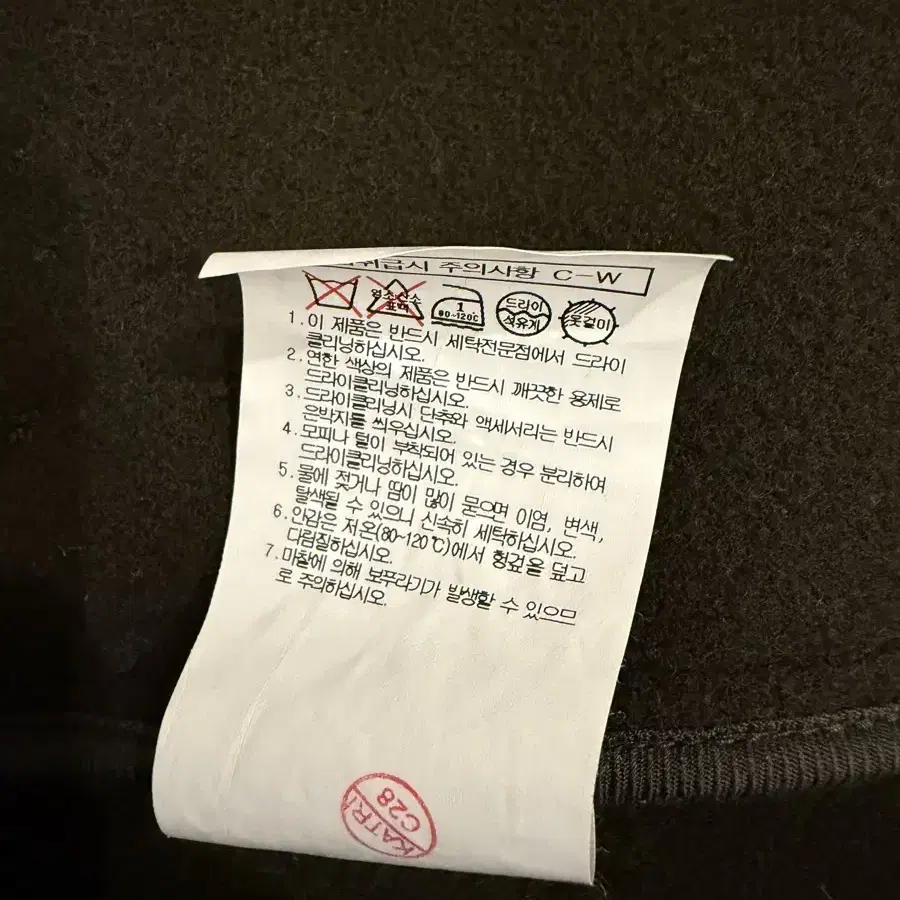 취급시 주의사항 C-W
염소산소
표백
1
80~120℃
드라이
석유계
옷걸이
1.이 제품은 반드시 세탁전문점에서 드라이
클리닝하십시오.
2.연한 색상의 제품은 반드시 깨끗한 용제로
드라이클리닝하십시오.
3.드라이클리닝시 단추와 액세서리는 반드시
은박지를 씌우십시오.
4.모피나 털이 부착되어 있는 경우 분리하여
드라이클리닝하십시오.
5.물에 젖거나 땀이 많이 묻으면 이염, 변색,
탈색될 수 있으니 신속히 세탁하십시오.
6.안감은 저온(80~120℃)에서 헝겊을 덮고
다림질하십시오.
7.마찰에 의해 보푸라기가 발생할 수 있으므
로 주의하십시오.
C28
KATRI